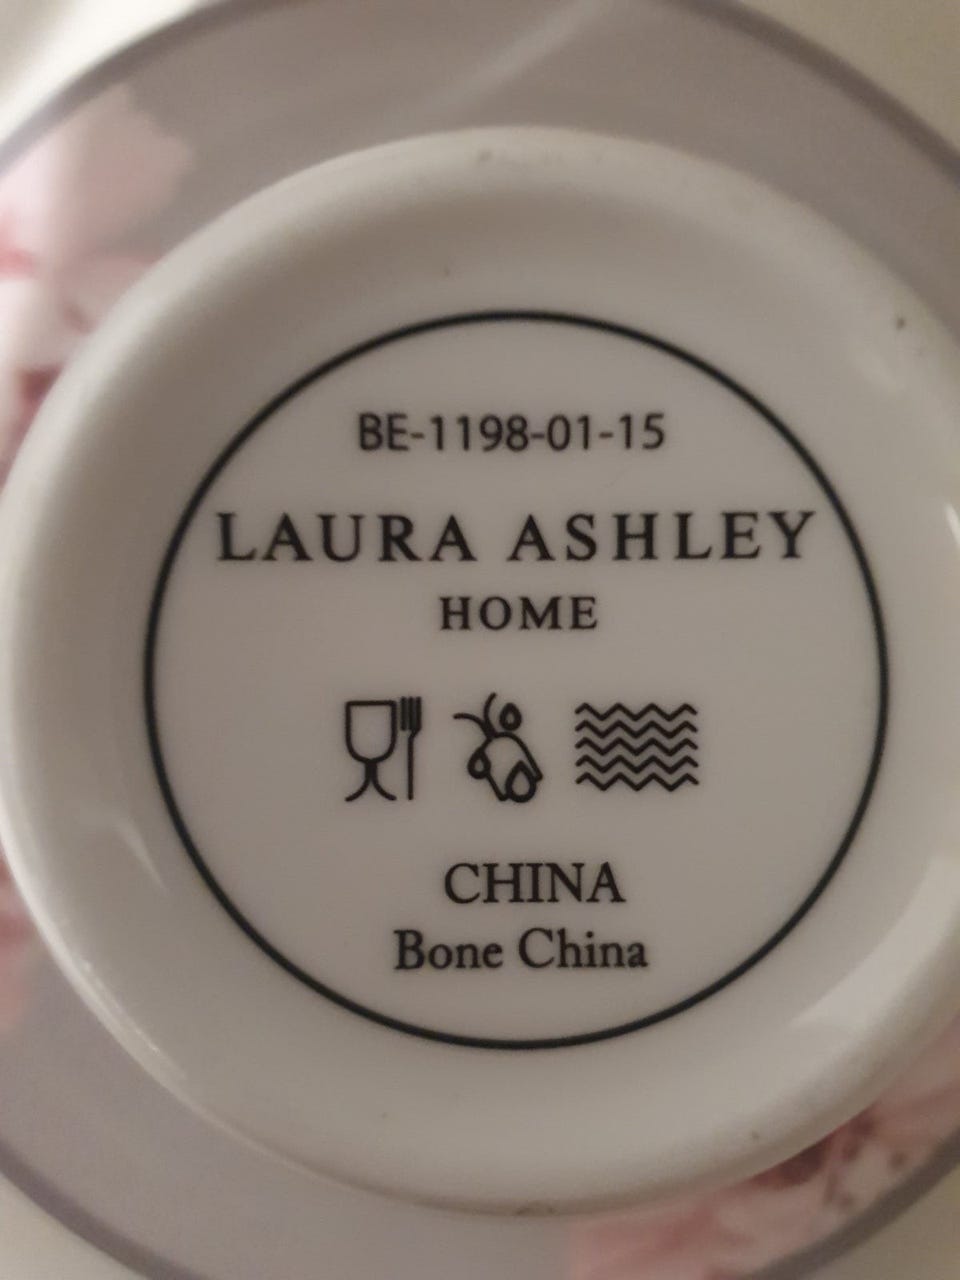 BE-1198-01-15
LAURA ASHLEY
HOME
CHINA
Bone China